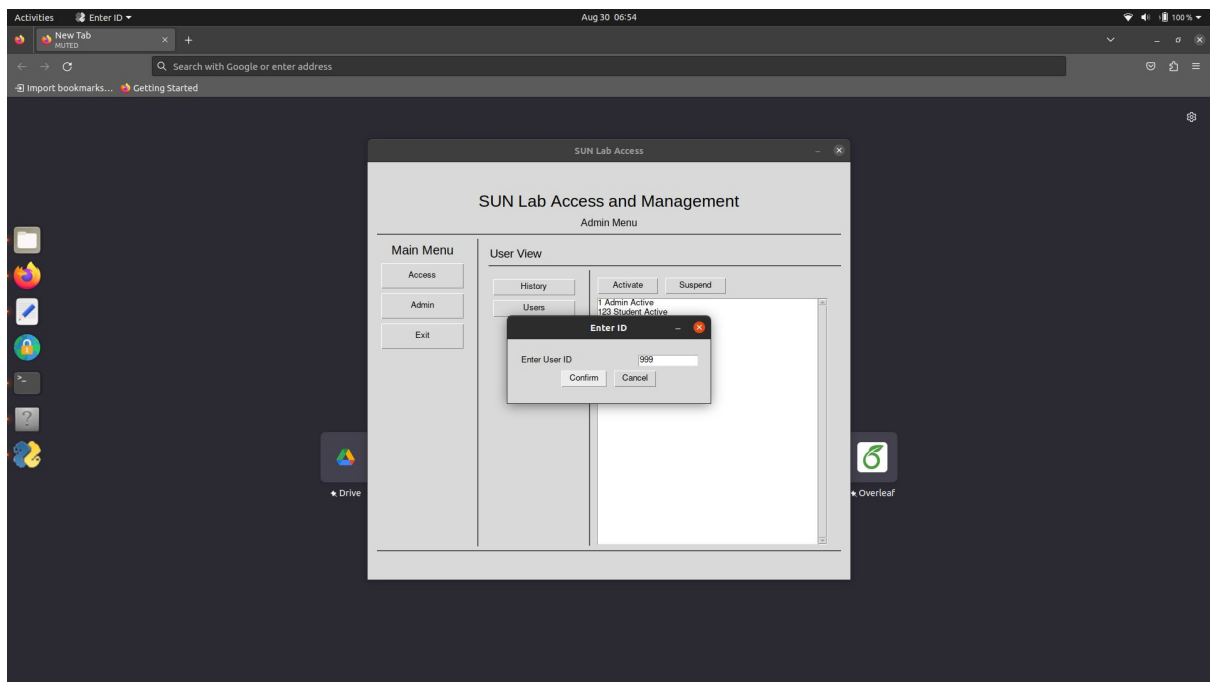 Activities Enter ID Aug 30 06:54 100 %
New Tab
MUTED
Search with Google or enter address
Import bookmarks... Getting Started
SUN Lab Access
SUN Lab Access and Management
Admin Menu
Main Menu
User View
Access
Admin
Exit
History
Users
Activate Suspend
1 Admin Active
123 Student Active
Enter ID
Enter User ID 999
Confirm Cancel
Drive
Overleaf